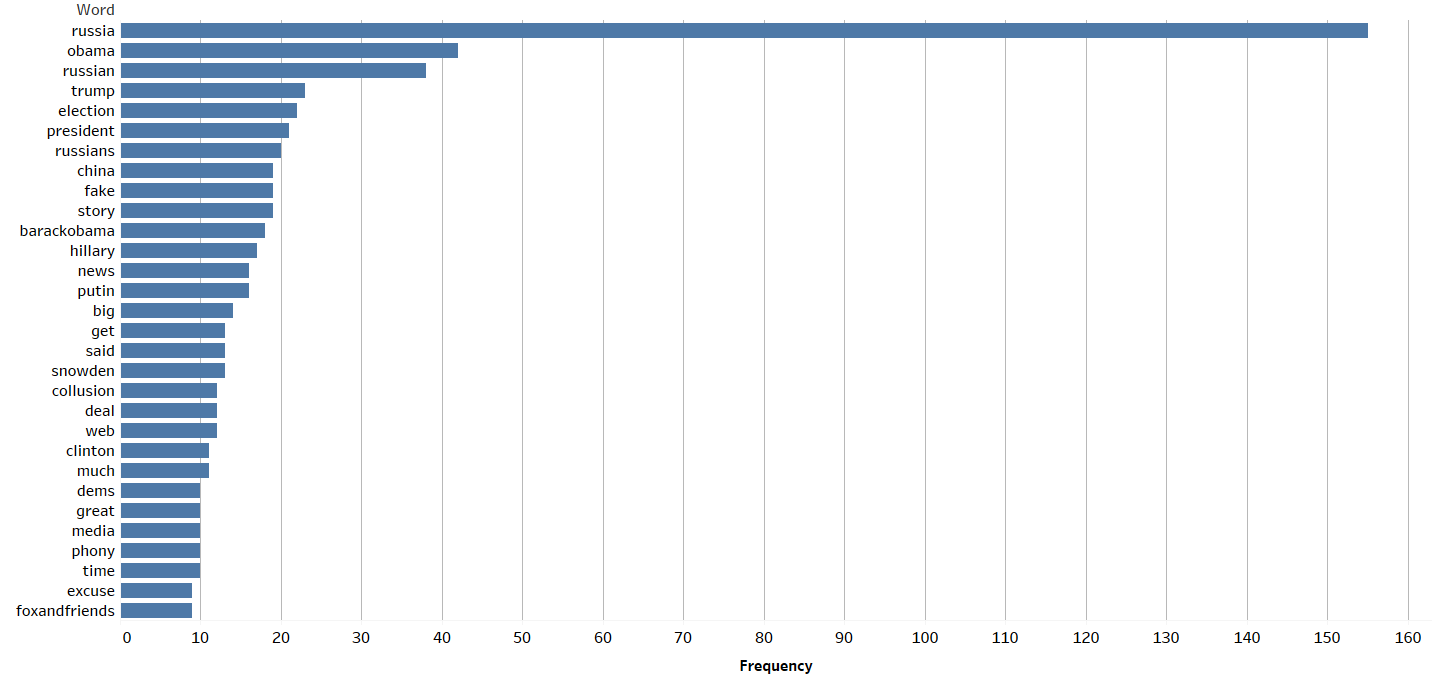 Word
russia
obama
russian
trump
election
president
russians
china
fake
story
barackobama
hillary
news
putin
big
get
said
snowden
collusion
deal
web
clinton
much
dems
great
media
phony
time
excuse
foxandfriends
0 10 20 30 40 50 60 70 80 90 100 110 120 130 140 150 160
Frequency